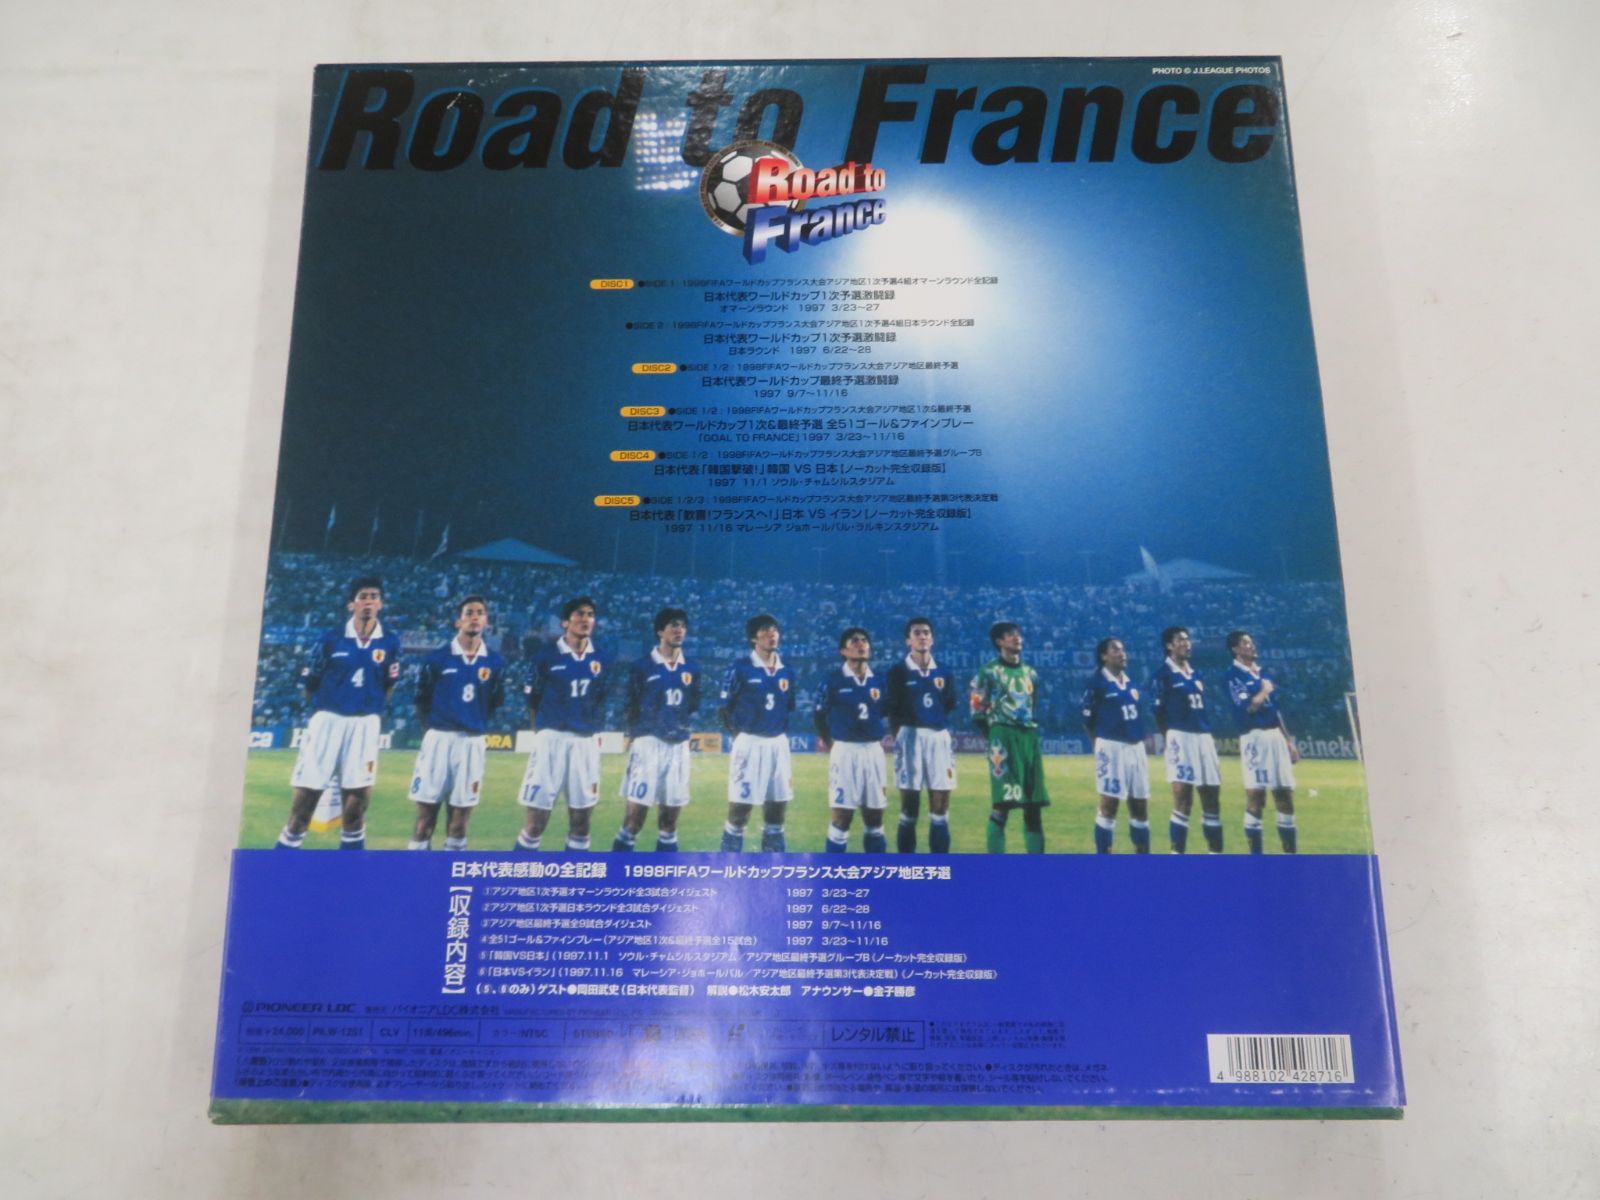 PHOTO © J.LEAGUE PHOTOS
Road to France
Road to
France
DISC1 ●SIDE 1：1998FIFAワールドカップフランス大会アジア地区1次予選4組オマーンラウンド全記録
日本代表ワールドカップ1次予選激闘録
オマーンラウンド 1997 3/23〜27
●SIDE 2：1998FIFAワールドカップフランス大会アジア地区1次予選4組日本ラウンド全記録
日本代表ワールドカップ1次予選激闘録
日本ラウンド 1997 6/22〜28
DISC2 ●SIDE 1/2：1998FIFAワールドカップフランス大会アジア地区最終予選
日本代表ワールドカップ最終予選激闘録
1997 9/7〜11/16
DISC3 ●SIDE 1/2：1998FIFAワールドカップフランス大会アジア地区1次&最終予選
日本代表ワールドカップ1次&最終予選 全51ゴール&ファインプレー
「GOAL TO FRANCE」1997 3/23〜11/16
DISC4 ●SIDE 1/2：1998FIFAワールドカップフランス大会アジア地区最終予選グループB
日本代表「韓国撃破!」韓国 VS 日本［ノーカット完全収録版］
1997 11/1 ソウル・チャムシルスタジアム
DISC5 ●SIDE 1/2/3：1998FIFAワールドカップフランス大会アジア地区最終予選第3代表決定戦
日本代表「歓喜!フランスへ!」日本 VS イラン［ノーカット完全収録版］
1997 11/16 マレーシア ジョホールバル・ラルキンスタジアム
4 8 17 10 3 2 6 13 32
Konica Heineken
8 17 10 3 2 6 20 13 32 11
日本代表感動の全記録 1998FIFAワールドカップフランス大会アジア地区予選
【収録内容】
①アジア地区1次予選オマーンラウンド全3試合ダイジェスト 1997 3/23〜27
②アジア地区1次予選日本ラウンド全3試合ダイジェスト 1997 6/22〜28
③アジア地区最終予選全9試合ダイジェスト 1997 9/7〜11/16
④全51ゴール&ファインプレー（アジア地区1次&最終予選全15試合） 1997 3/23〜11/16
⑤「韓国VS日本」（1997.11.1 ソウル・チャムシルスタジアム／アジア地区最終予選グループB（ノーカット完全収録版）
⑥「日本VSイラン」（1997.11.16 マレーシア・ジョホールバル／アジア地区最終予選第3代表決定戦）（ノーカット完全収録版）
（⑤、⑥のみ）ゲスト●岡田武史（日本代表監督） 解説●松木安太郎 アナウンサー●金子勝彦
PIONEER LDC 発売元 パイオニアLDC株式会社
税抜￥24,000 PILW-1251 CLV 11面/496min. カラー/NTSC STEREO レンタル禁止
4 988102 428716